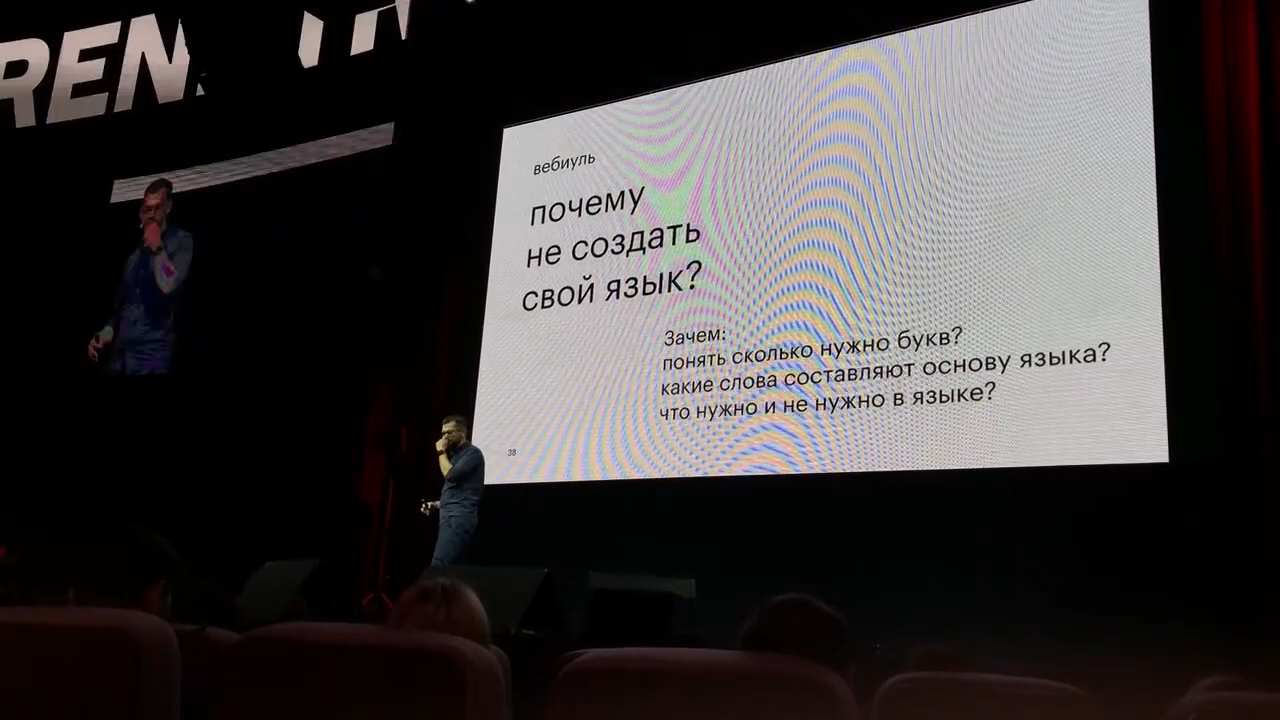 REN
вебиуль
почему
не создать
свой язык?
Зачем:
понять сколько нужно букв?
какие слова составляют основу языка?
что нужно и не нужно в языке?
38